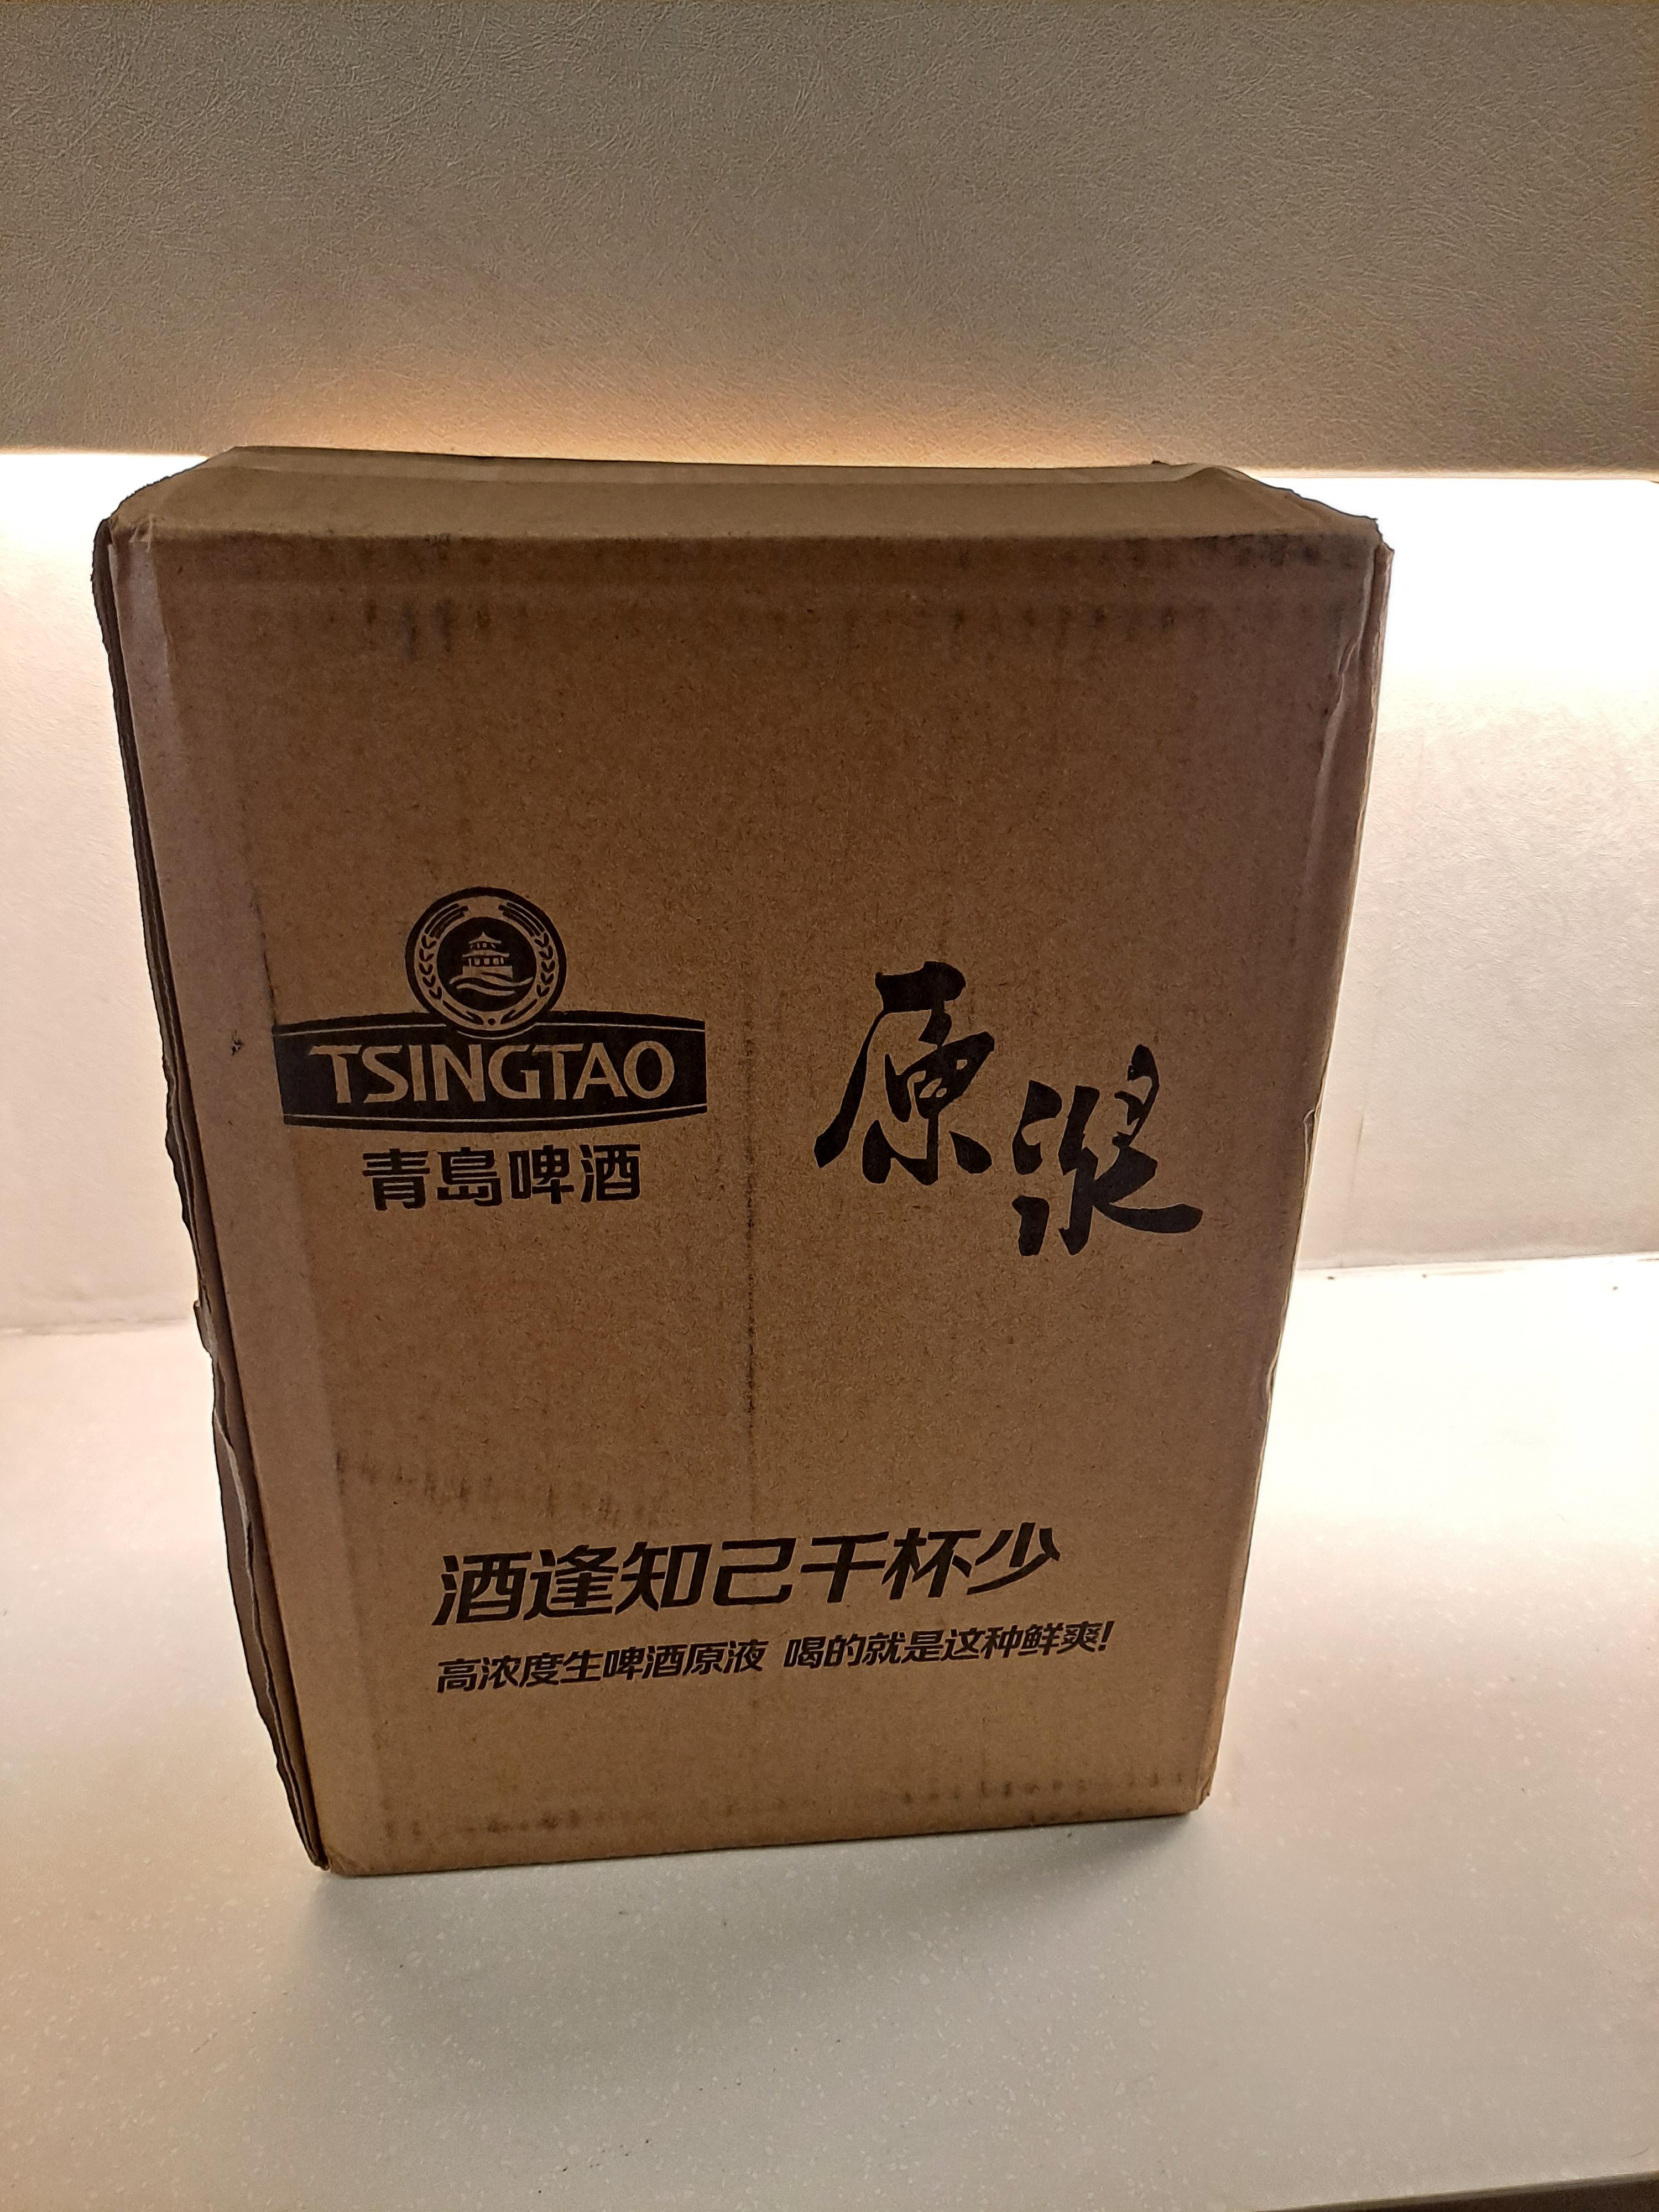 TSINGTAO
青島啤酒
原浆
酒逢知己千杯少
高浓度生啤酒原液 喝的就是这种鲜爽!